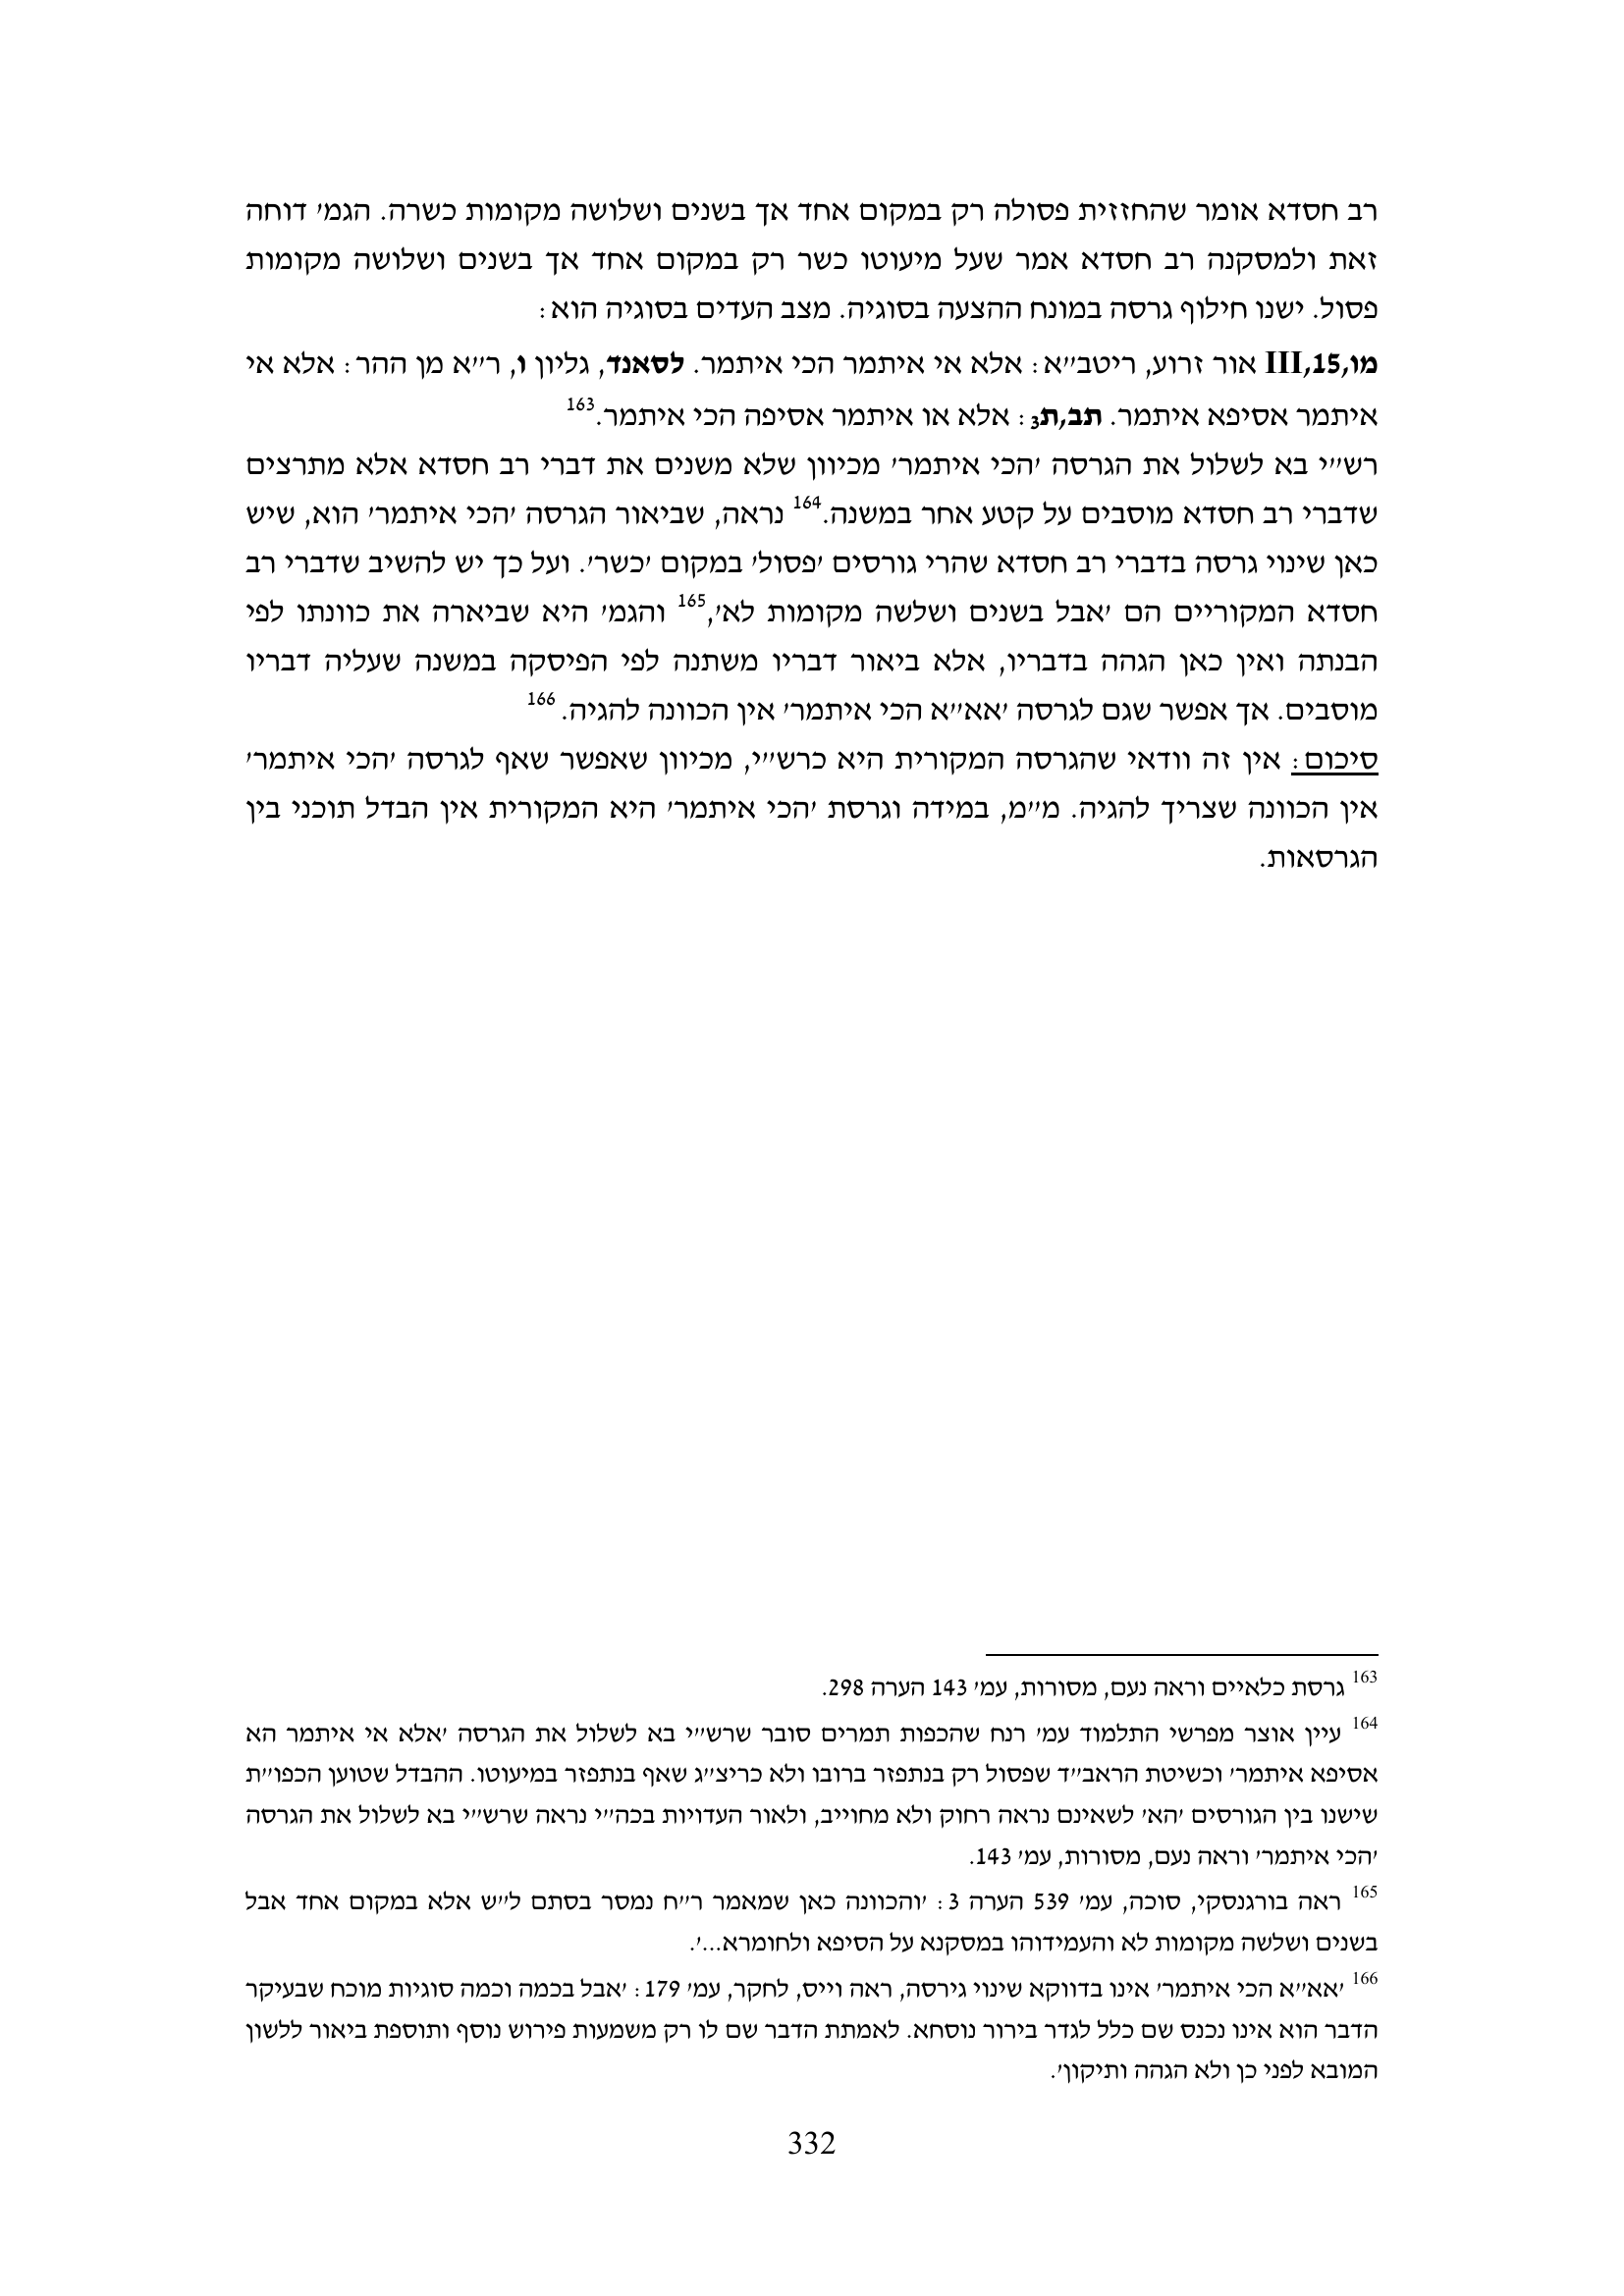 רב חסדא אומר שהחזזית פסולה רק במקום אחד אך בשנים ושלושה מקומות כשרה. הגמ' דוחה
זאת ולמסקנה רב חסדא אמר שעל מיעוטו כשר רק במקום אחד אך בשנים ושלושה מקומות
פסול. ישנו חילוף גרסה במונח ההצעה בסוגיה. מצב העדים בסוגיה הוא:
מו,15,III אור זרוע, ריטב"א: אלא אי איתמר הכי איתמר. לסאנד, גליון ו, ר"א מן ההר: אלא אי
איתמר אסיפא איתמר. תב,ת3: אלא או איתמר אסיפה הכי איתמר.163
רש"י בא לשלול את הגרסה 'הכי איתמר' מכיוון שלא משנים את דברי רב חסדא אלא מתרצים
שדברי רב חסדא מוסבים על קטע אחר במשנה.164 נראה, שביאור הגרסה 'הכי איתמר' הוא, שיש
כאן שינוי גרסה בדברי רב חסדא שהרי גורסים 'פסול' במקום 'כשר'. ועל כך יש להשיב שדברי רב
חסדא המקוריים הם 'אבל בשנים ושלשה מקומות לא',165 והגמ' היא שביארה את כוונתו לפי
הבנתה ואין כאן הגהה בדבריו, אלא ביאור דבריו משתנה לפי הפיסקה במשנה שעליה דבריו
מוסבים. אך אפשר שגם לגרסה 'אא"א הכי איתמר' אין הכוונה להגיה. 166
סיכום: אין זה וודאי שהגרסה המקורית היא כרש"י, מכיוון שאפשר שאף לגרסה 'הכי איתמר'
אין הכוונה שצריך להגיה. מ"מ, במידה וגרסת 'הכי איתמר' היא המקורית אין הבדל תוכני בין
הגרסאות.
163 גרסת כלאיים וראה נעם, מסורות, עמ' 143 הערה 298.
164 עיין אוצר מפרשי התלמוד עמ' רנח שהכפות תמרים סובר שרש"י בא לשלול את הגרסה 'אלא אי איתמר הא
אסיפא איתמר' וכשיטת הראב"ד שפסול רק בנתפזר ברובו ולא כריצ"ג שאף בנתפזר במיעוטו. ההבדל שטוען הכפו"ת
שישנו בין הגורסים 'הא' לשאינם נראה רחוק ולא מחוייב, ולאור העדויות בכה"י נראה שרש"י בא לשלול את הגרסה
'הכי איתמר' וראה נעם, מסורות, עמ' 143.
165 ראה בורגנסקי, סוכה, עמ' 539 הערה 3: 'והכוונה כאן שמאמר ר"ח נמסר בסתם ל"ש אלא במקום אחד אבל
בשנים ושלשה מקומות לא והעמידוהו במסקנא על הסיפא ולחומרא...'.
166 'אא"א הכי איתמר' אינו בדווקא שינוי גירסה, ראה וייס, לחקר, עמ' 179: 'אבל בכמה וכמה סוגיות מוכח שבעיקר
הדבר הוא אינו נכנס שם כלל לגדר בירור נוסחא. לאמתת הדבר שם לו רק משמעות פירוש נוסף ותוספת ביאור ללשון
המובא לפני כן ולא הגהה ותיקון'.
332